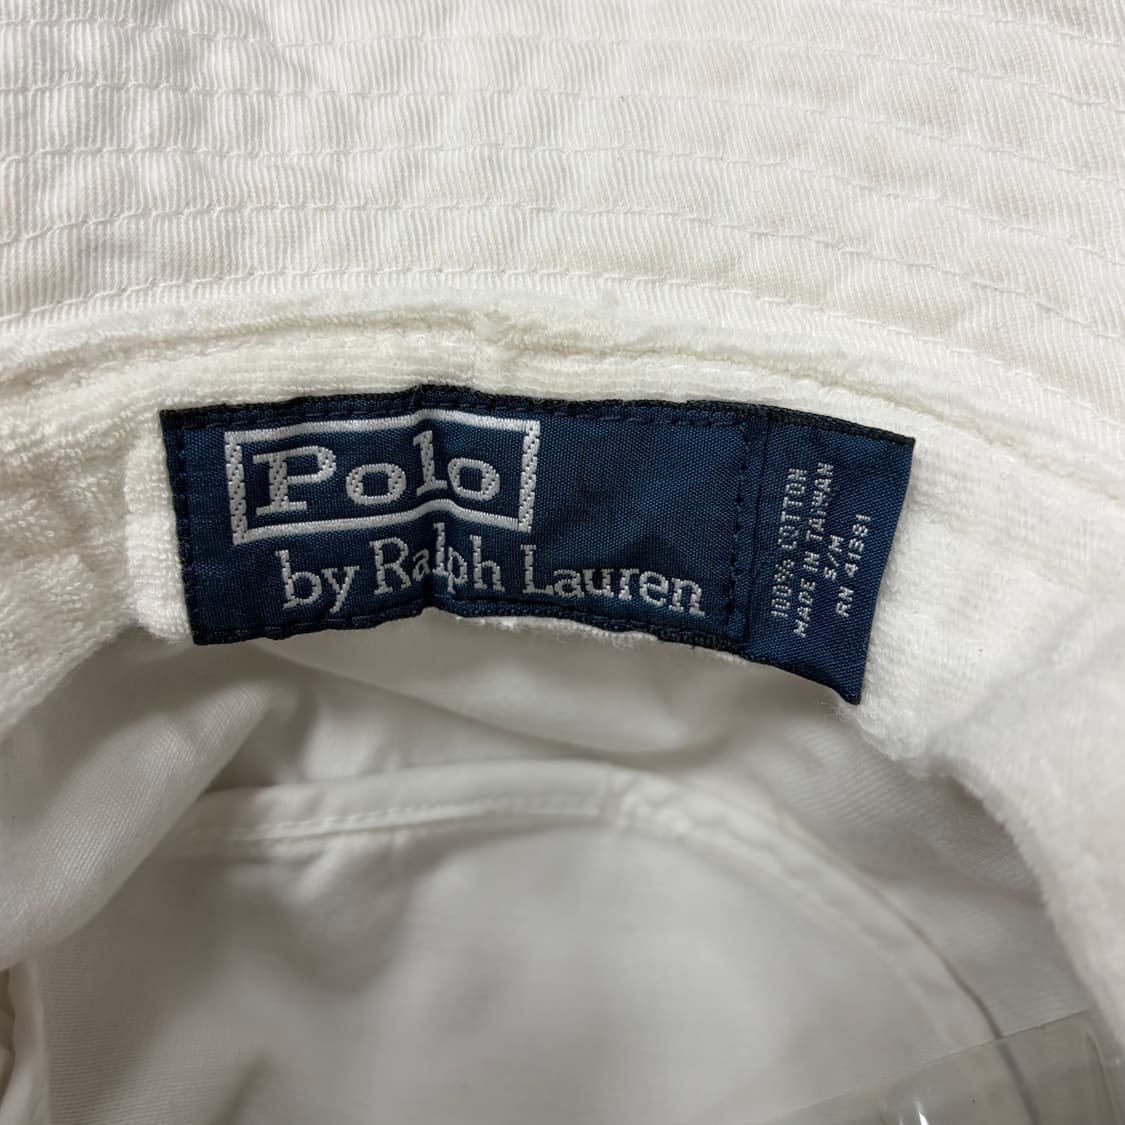 Polo
by Ralph Lauren
100% COTTON
MADE IN TAIWAN
S/M
RN 41381